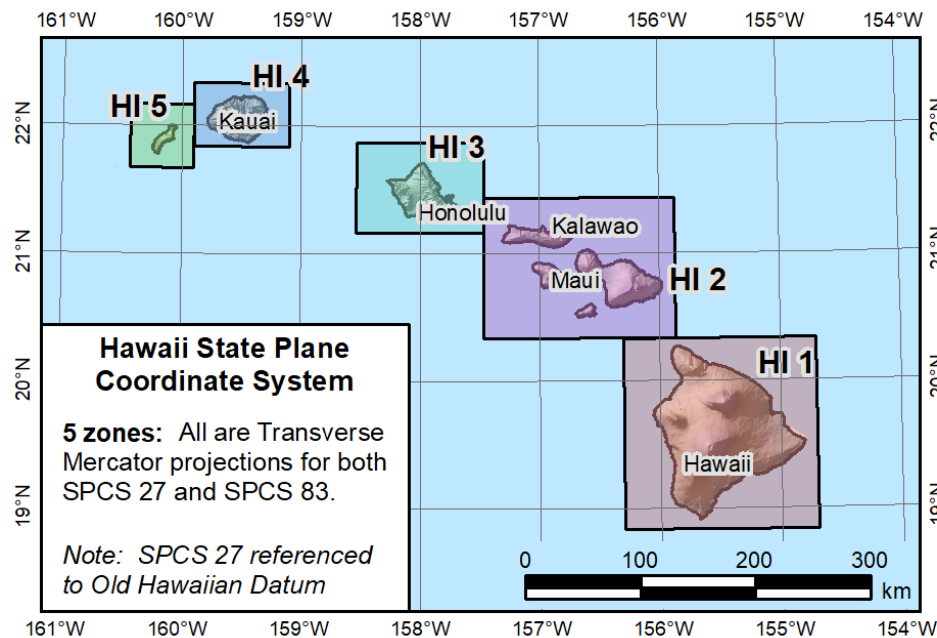 161°W 160°W 159°W 158°W 157°W 156°W 155°W 154°W
HI 4
HI 5
Kauai
22°N
22°N
HI 3
Honolulu
Kalawao
21°N
21°N
Maui
HI 2
Hawaii State Plane
Coordinate System
HI 1
20°N
20°N
5 zones: All are Transverse
Mercator projections for both
SPCS 27 and SPCS 83.
Hawaii
19°N
19°N
Note: SPCS 27 referenced
to Old Hawaiian Datum
0 100 200 300
km
161°W 160°W 159°W 158°W 157°W 156°W 155°W 154°W